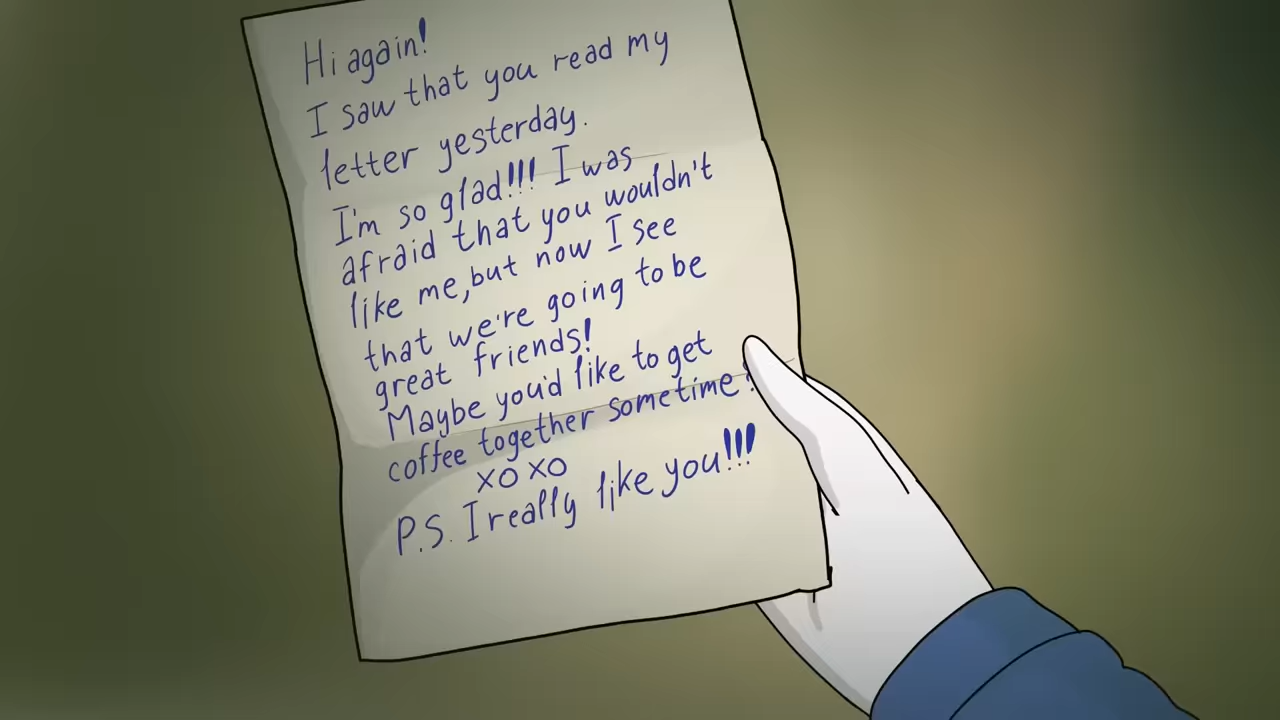 Hi again!
I saw that you read my
letter yesterday.
I'm so glad!!! I was
afraid that you wouldn't
like me, but now I see
that we're going to be
great friends!
Maybe you'd like to get
coffee together sometime?
XO XO
P.S. I really like you!!!